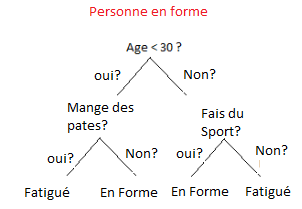 Personne en forme
Age < 30 ?
oui?
Non?
Mange des
pates?
Fais du
Sport?
oui?
Non?
oui?
Non?
Fatigué
En Forme
En Forme
Fatigué